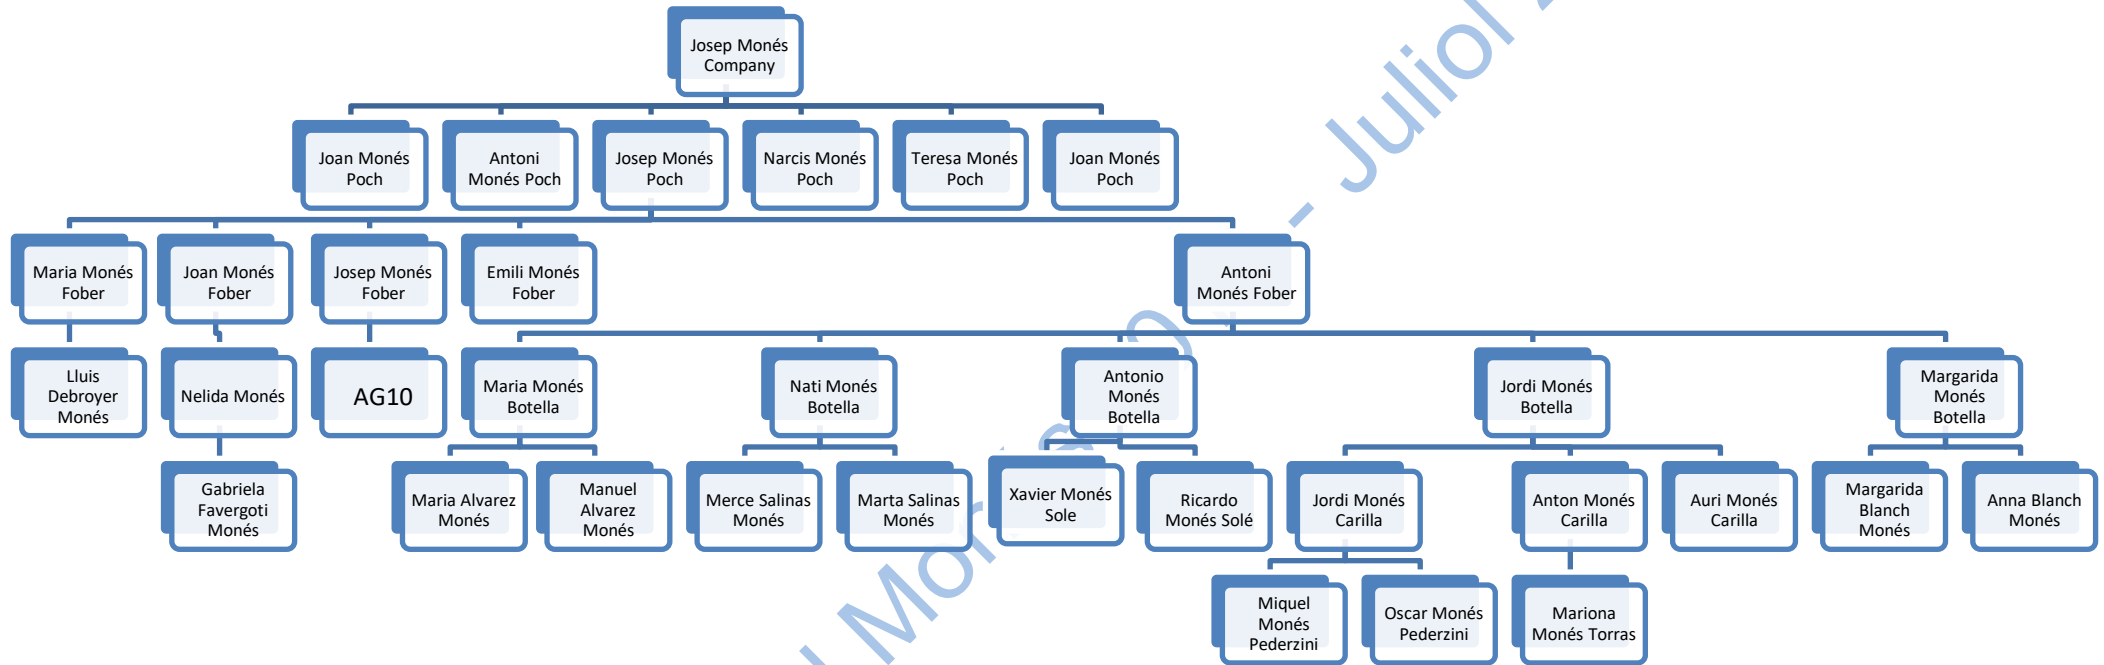 Josep Monés
Company
Joan Monés
Poch
Antoni
Monés Poch
Josep Monés
Poch
Narcis Monés
Poch
Teresa Monés
Poch
Joan Monés
Poch
Maria Monés
Fober
Joan Monés
Fober
Josep Monés
Fober
Emili Monés
Fober
Antoni
Monés Fober
Lluis
Debroyer
Monés
Nelida Monés
AG10
Maria Monés
Botella
Nati Monés
Botella
Antonio
Monés
Botella
Jordi Monés
Botella
Margarida
Monés
Botella
Gabriela
Favergoti
Monés
Maria Alvarez
Monés
Manuel
Alvarez
Monés
Merce Salinas
Monés
Marta Salinas
Monés
Xavier Monés
Sole
Ricardo
Monés Solé
Jordi Monés
Carilla
Anton Monés
Carilla
Auri Monés
Carilla
Margarida
Blanch
Monés
Anna Blanch
Monés
Miquel
Monés
Pederzini
Oscar Monés
Pederzini
Mariona
Monés Torras
- Juliol